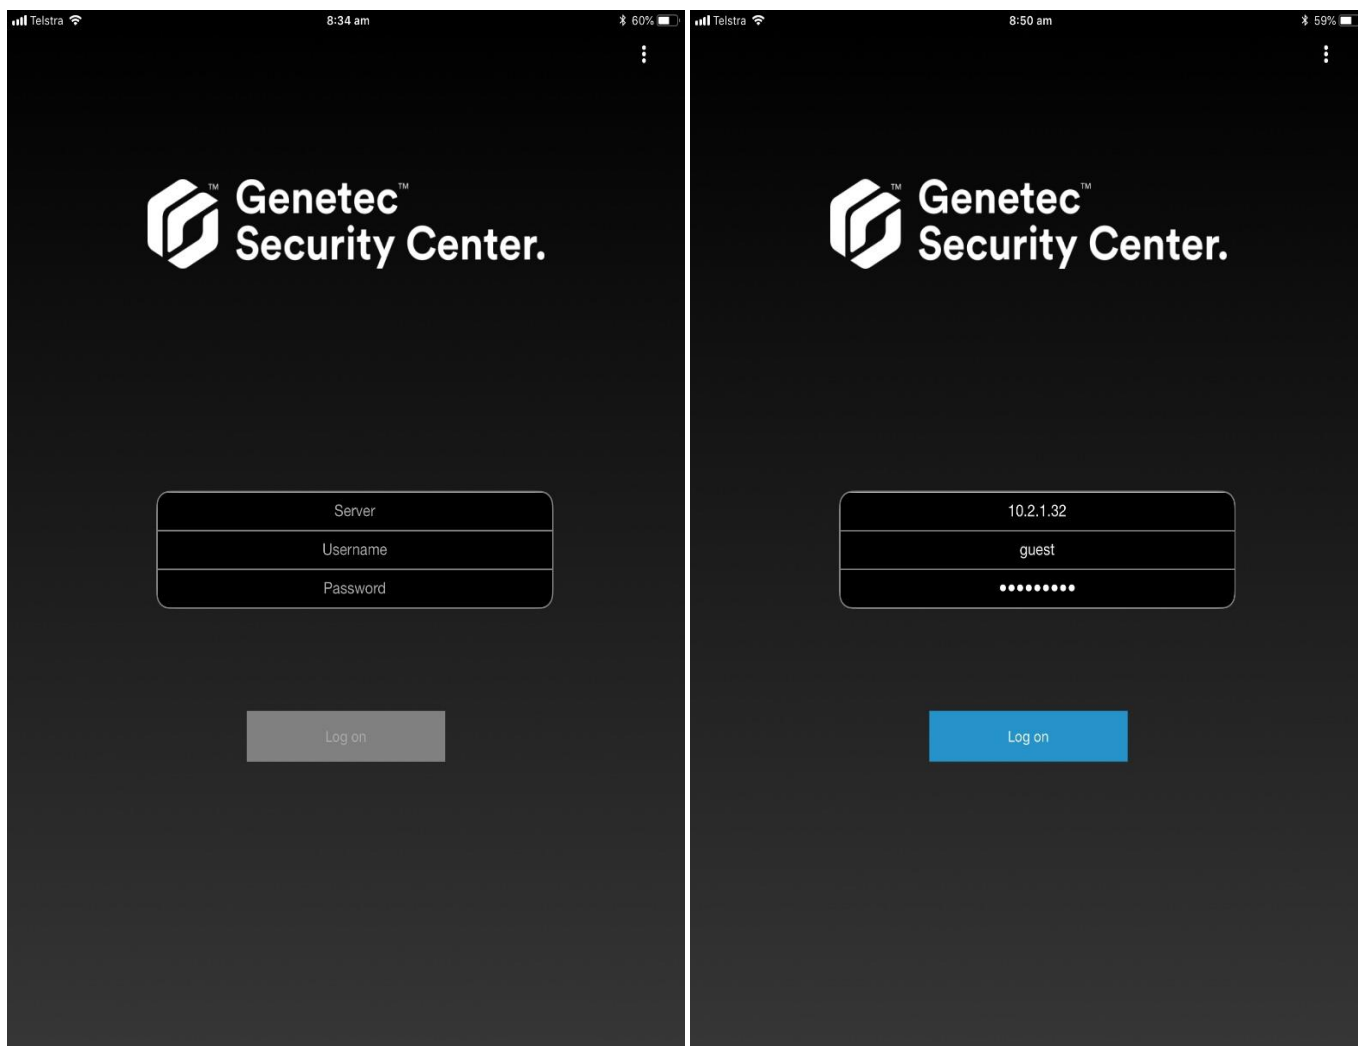 Telstra 8:34 am 60%
Genetec™
Security Center.
Server
Username
Password
Log on
Telstra 8:50 am 59%
Genetec™
Security Center.
10.2.1.32
guest
•••••••••
Log on